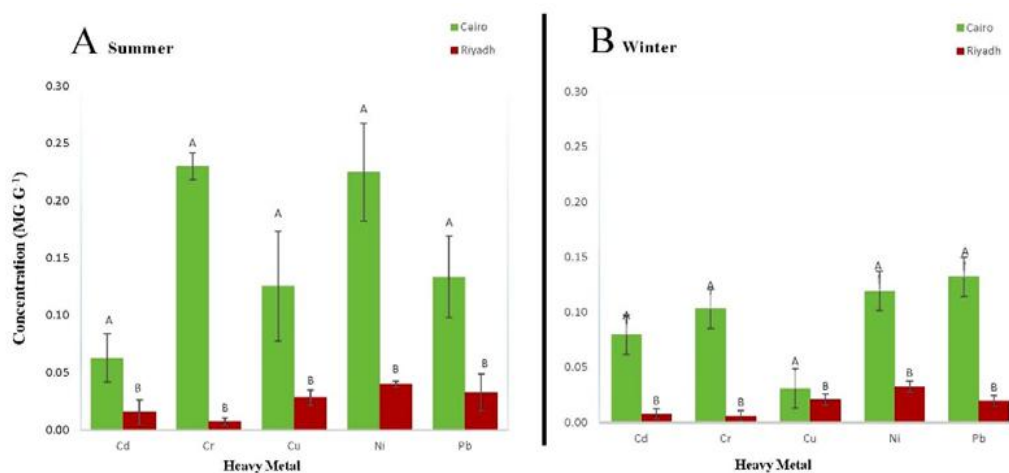 A Summer
Cairo
Riyadh
Concentration (MG G⁻¹)
0.30
0.25
0.20
0.15
0.10
0.05
0.00
A
B
A
B
A
B
A
B
A
B
Cd Cr Cu Ni Pb
Heavy Metal
B Winter
Cairo
Riyadh
0.30
0.25
0.20
0.15
0.10
0.05
0.00
A
B
A
B
A
B
A
B
A
B
Cd Cr Cu Ni Pb
Heavy Metal